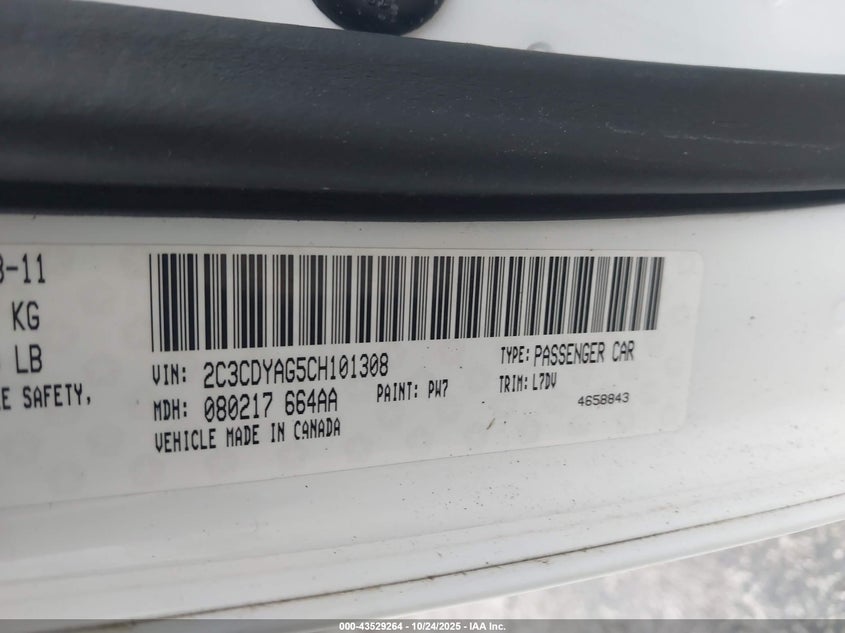 3-11
KG
LB
E SAFETY,
VIN: 2C3CDYAG5CH101308
TYPE: PASSENGER CAR
MDH: 080217 664AA
PAINT: PW7
TRIM: L7DV
VEHICLE MADE IN CANADA
4658843
000-43529264 | 10/24/2025 – IAA Inc.